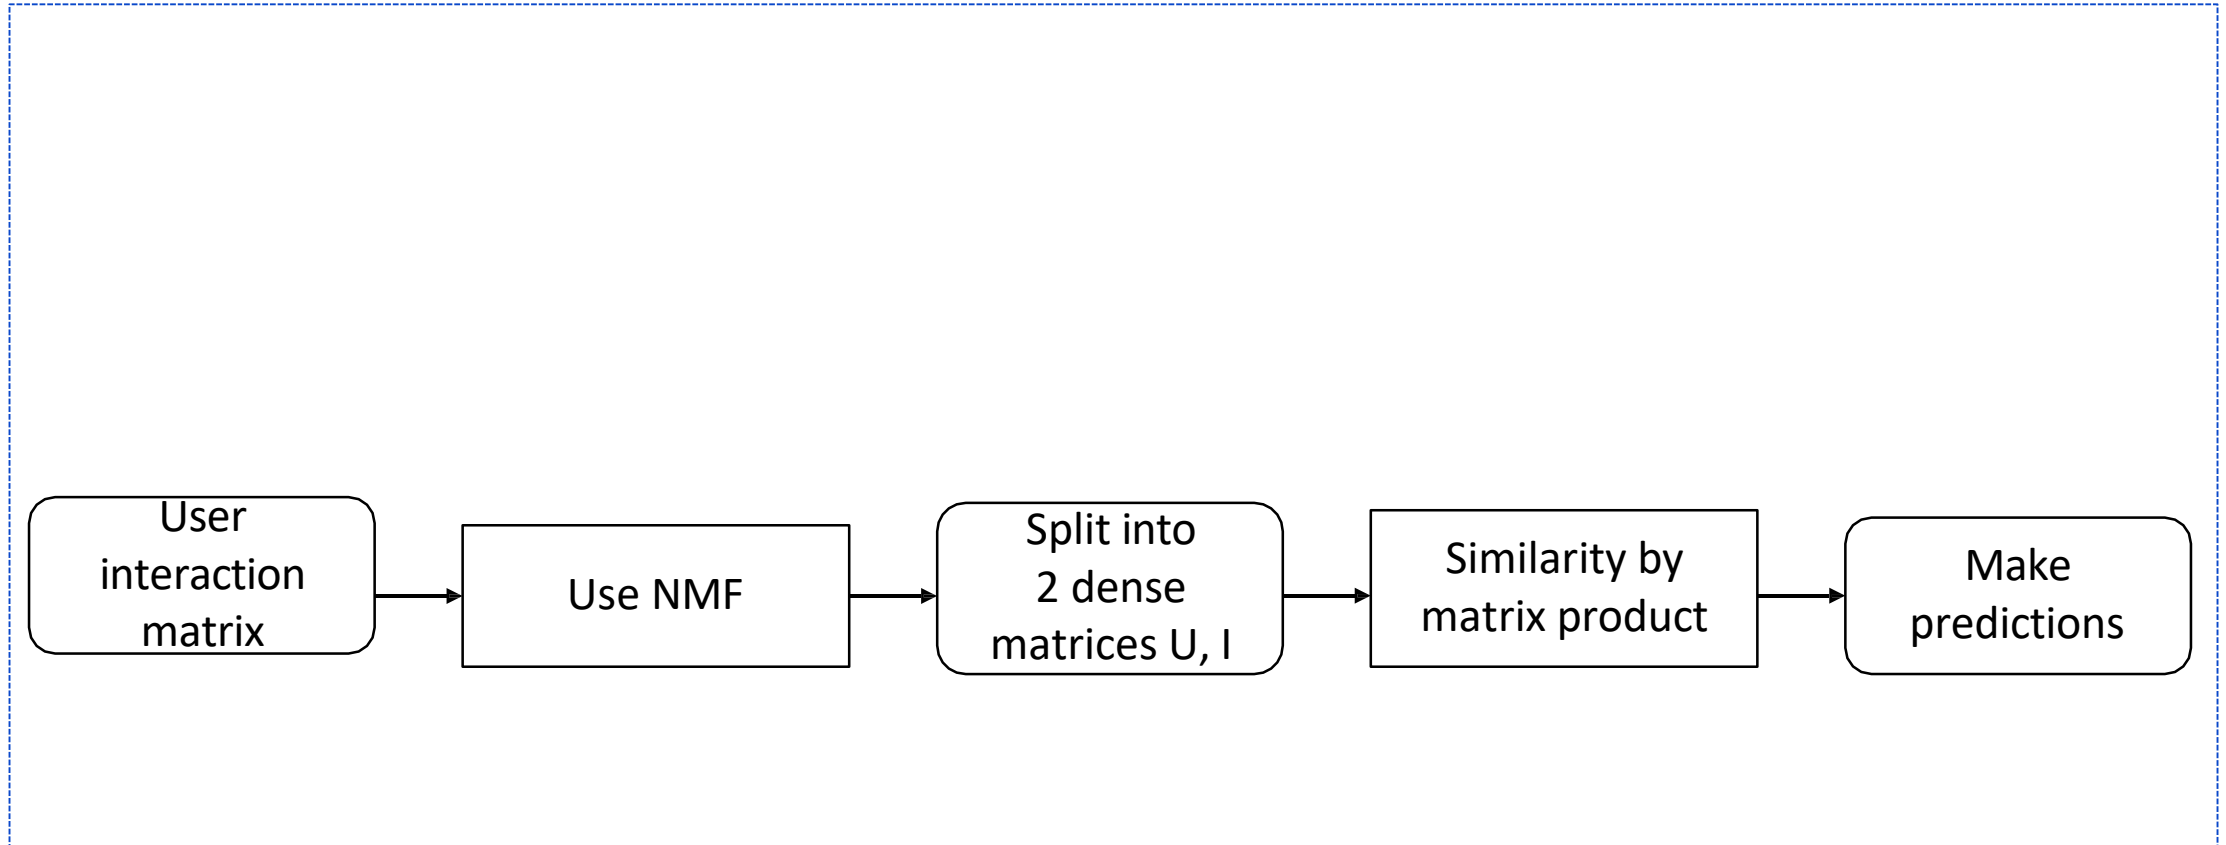 User
interaction
matrix
Use NMF
Split into
2 dense
matrices U, I
Similarity by
matrix product
Make
predictions